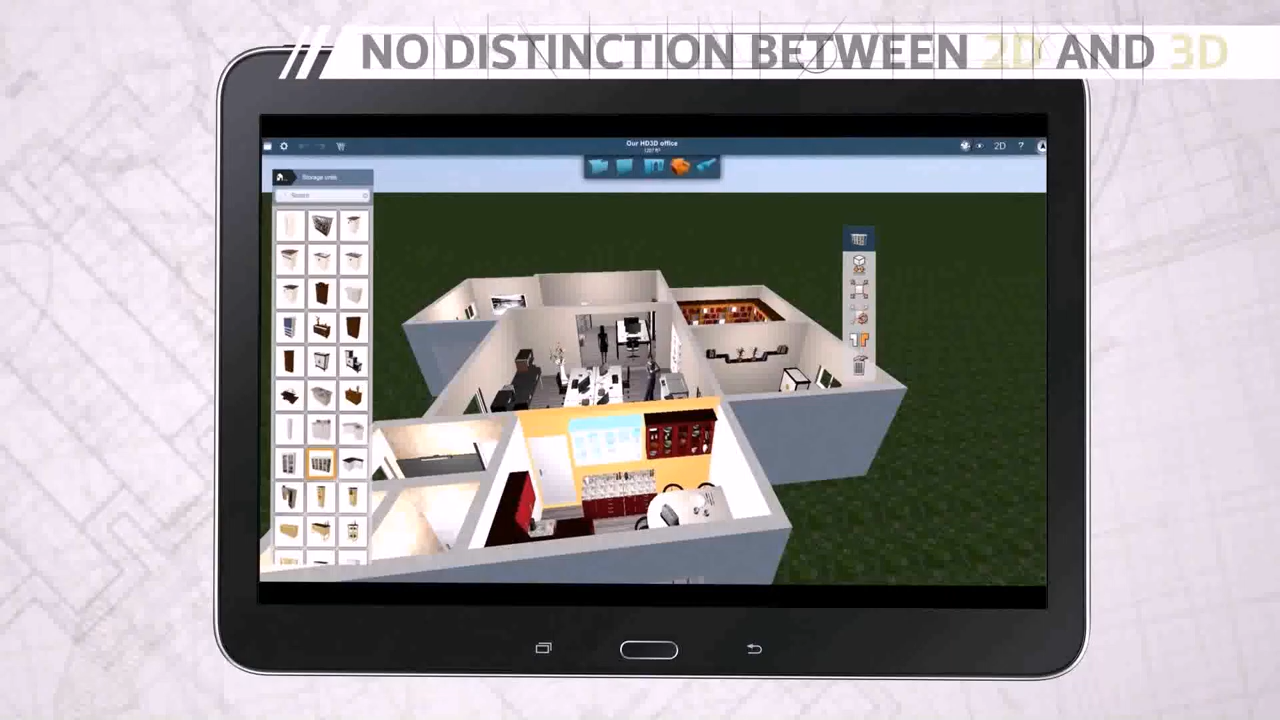 NO DISTINCTION BETWEEN 2D AND 3D
Our HD3D office
2D ?
Storage units
Search